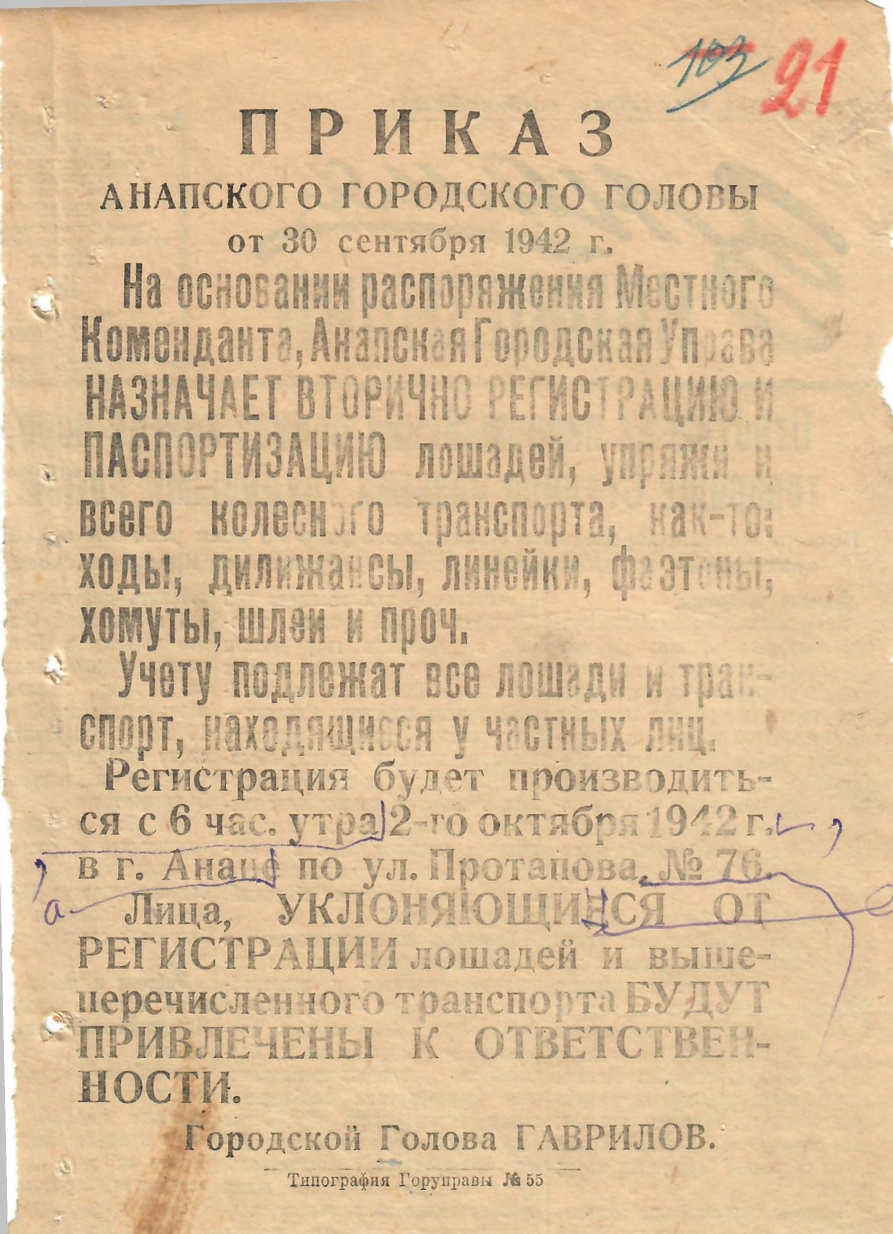 103 21
ПРИКАЗ
АНАПСКОГО ГОРОДСКОГО ГОЛОВЫ
от 30 сентября 1942 г.
На основании распоряжения Местного
Коменданта, Анапская Городская Управа
НАЗНАЧАЕТ ВТОРИЧНО РЕГИСТРАЦИЮ И
ПАСПОРТИЗАЦИЮ лошадей, упряжи и
всего колесного транспорта, как-то:
ходы, дилижансы, линейки, фаэтоны,
хомуты, шлеи и проч.
Учету подлежат все лошади и тран-
спорт, находящиеся у частных лиц.
Регистрация будет производить-
ся с 6 час. утра 2-го октября 1942 г.
в г. Анапе по ул. Протапова, № 76.
Лица, УКЛОНЯЮЩИЕСЯ ОТ
РЕГИСТРАЦИИ лошадей и выше-
перечисленного транспорта БУДУТ
ПРИВЛЕЧЕНЫ К ОТВЕТСТВЕН-
НОСТИ.
Городской Голова ГАВРИЛОВ.
Типография Горуправы № 55